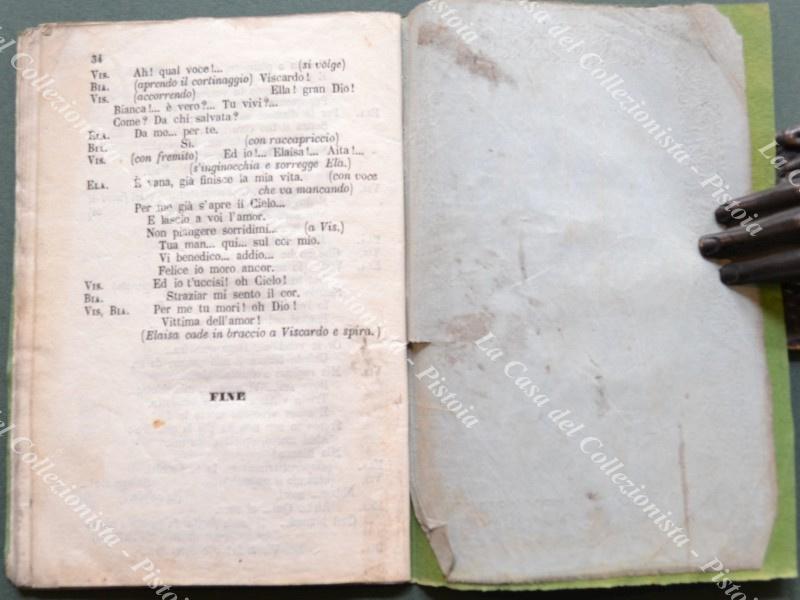 34
Vis. Ah! qual voce!... (si volge)
Bia. (aprendo il cortinaggio) Viscardo!
Vis. (accorrendo) Ella! gran Dio!
Bianca!... è vero?... Tu vivi?...
Come? Da chi salvata?
Ela. Da me... per te.
Bia. Sì. (con raccapriccio)
Vis. (con fremito) Ed io!... Elaisa!... Aita!...
(s'inginocchia e sorregge Ela.)
Ela. È vana, già finisce la mia vita. (con voce
che va mancando)
Per me già s'apre il Cielo...
E lascio a voi l'amor.
Non piangere sorridimi... (a Vis.)
Tua man... qui... sul cor mio.
Vi benedico... addio...
Felice io moro ancor.
Vis. Ed io t'uccisi! oh Cielo!
Bia. Straziar mi sento il cor.
Vis, Bia. Per me tu mori! oh Dio!
Vittima dell'amor!
(Elaisa cade in braccio a Viscardo e spira.)
FINE
La Casa del Collezionista - Pistoia